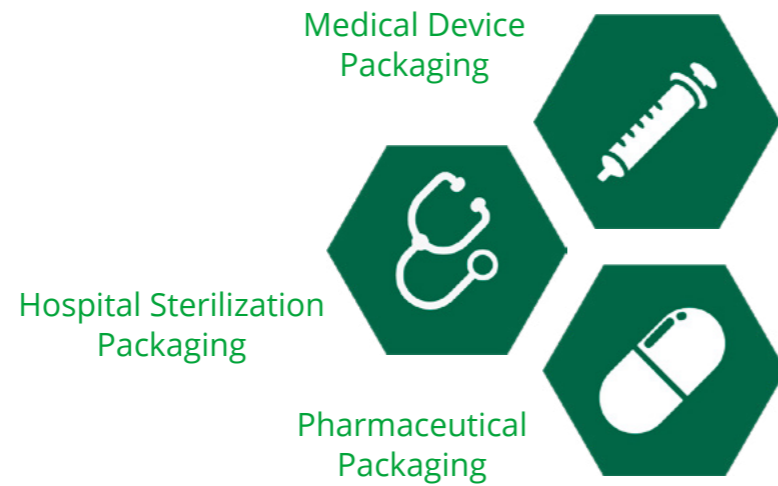 Medical Device
Packaging
Hospital Sterilization
Packaging
Pharmaceutical
Packaging